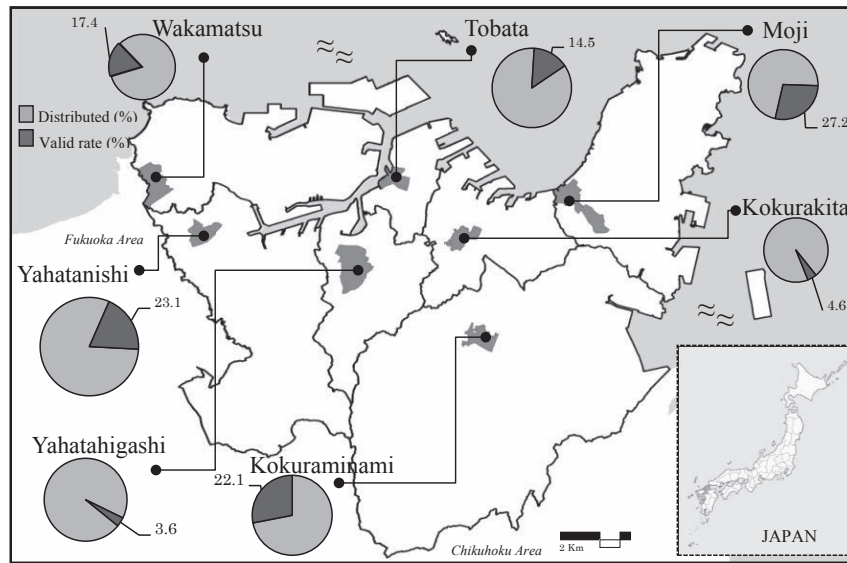 17.4
Wakamatsu
Tobata
14.5
Moji
27.2
Distributed (%)
Valid rate (%)
Kokurakita
4.6
Fukuoka Area
Yahatanishi
23.1
Yahatahigashi
3.6
Kokuraminami
22.1
2 Km
Chikuhoku Area
JAPAN